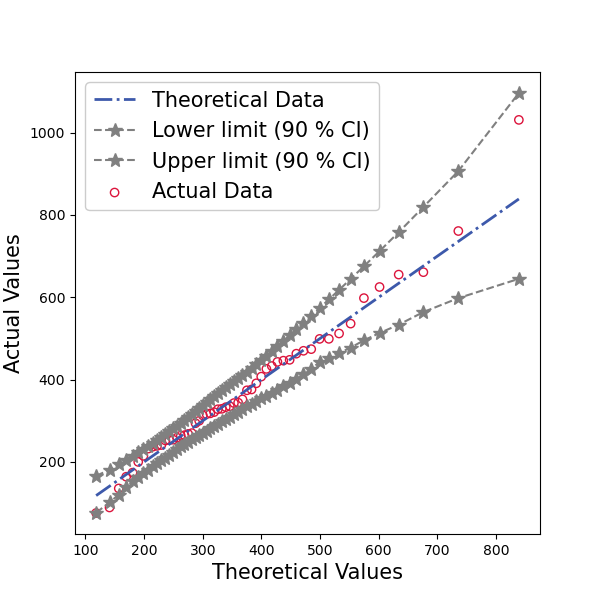 Theoretical Data
Lower limit (90 % CI)
Upper limit (90 % CI)
Actual Data
1000
800
600
400
200
Actual Values
100 200 300 400 500 600 700 800
Theoretical Values